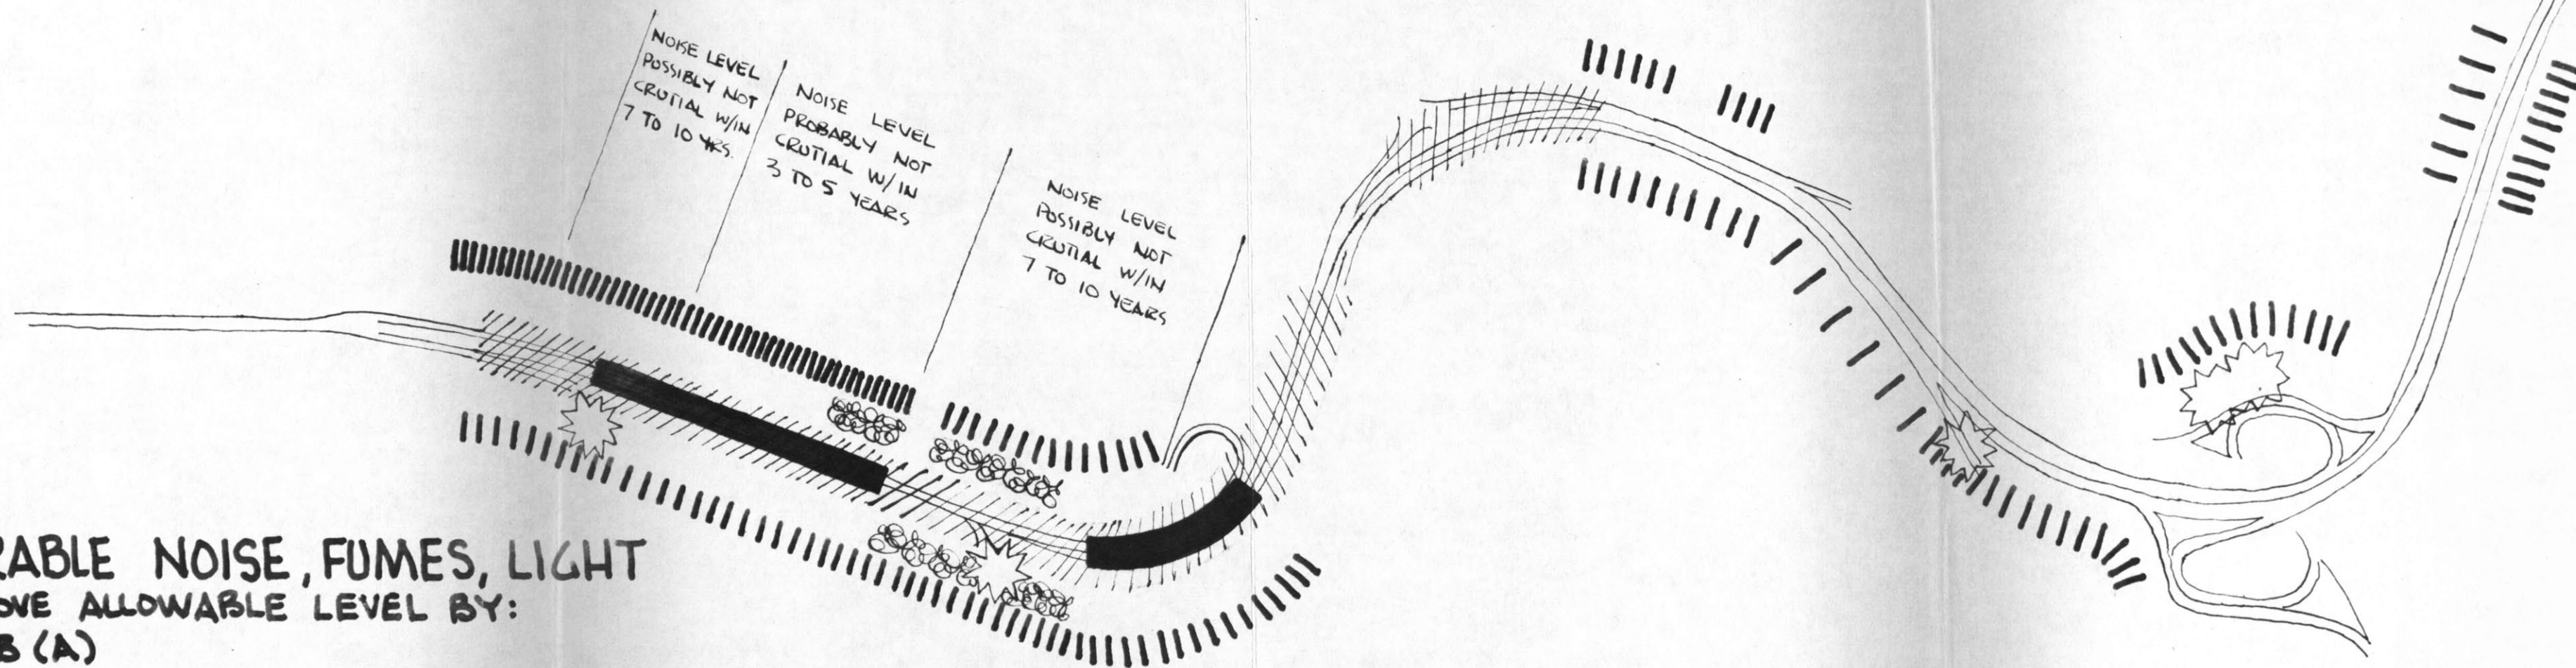 NOISE LEVEL
POSSIBLY NOT
CRUTIAL W/IN
7 TO 10 YRS.
NOISE LEVEL
PROBABLY NOT
CRUTIAL W/IN
3 TO 5 YEARS
NOISE LEVEL
POSSIBLY NOT
CRUTIAL W/IN
7 TO 10 YEARS
RABLE NOISE, FUMES, LIGHT
OVE ALLOWABLE LEVEL BY:
B (A)